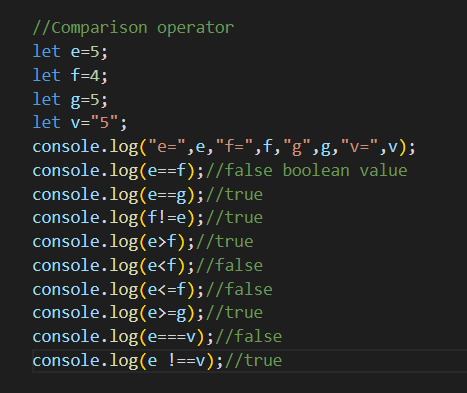 //Comparison operator
let e=5;
let f=4;
let g=5;
let v="5";
console.log("e=",e,"f=",f,"g",g,"v=",v);
console.log(e==f);//false boolean value
console.log(e==g);//true
console.log(f!=e);//true
console.log(e>f);//true
console.log(e<f);//false
console.log(e<=f);//false
console.log(e>=g);//true
console.log(e===v);//false
console.log(e !==v);//true